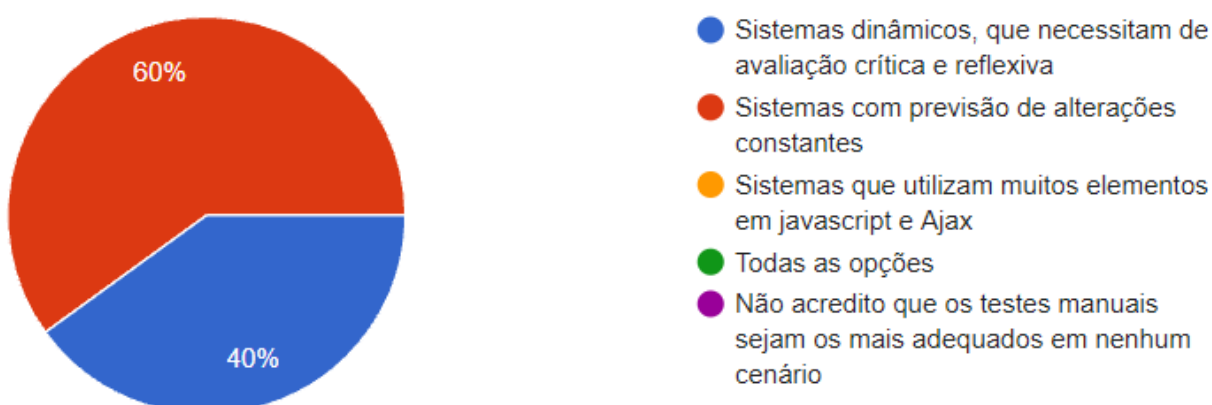 60%
40%
Sistemas dinâmicos, que necessitam de
avaliação crítica e reflexiva
Sistemas com previsão de alterações
constantes
Sistemas que utilizam muitos elementos
em javascript e Ajax
Todas as opções
Não acredito que os testes manuais
sejam os mais adequados em nenhum
cenário